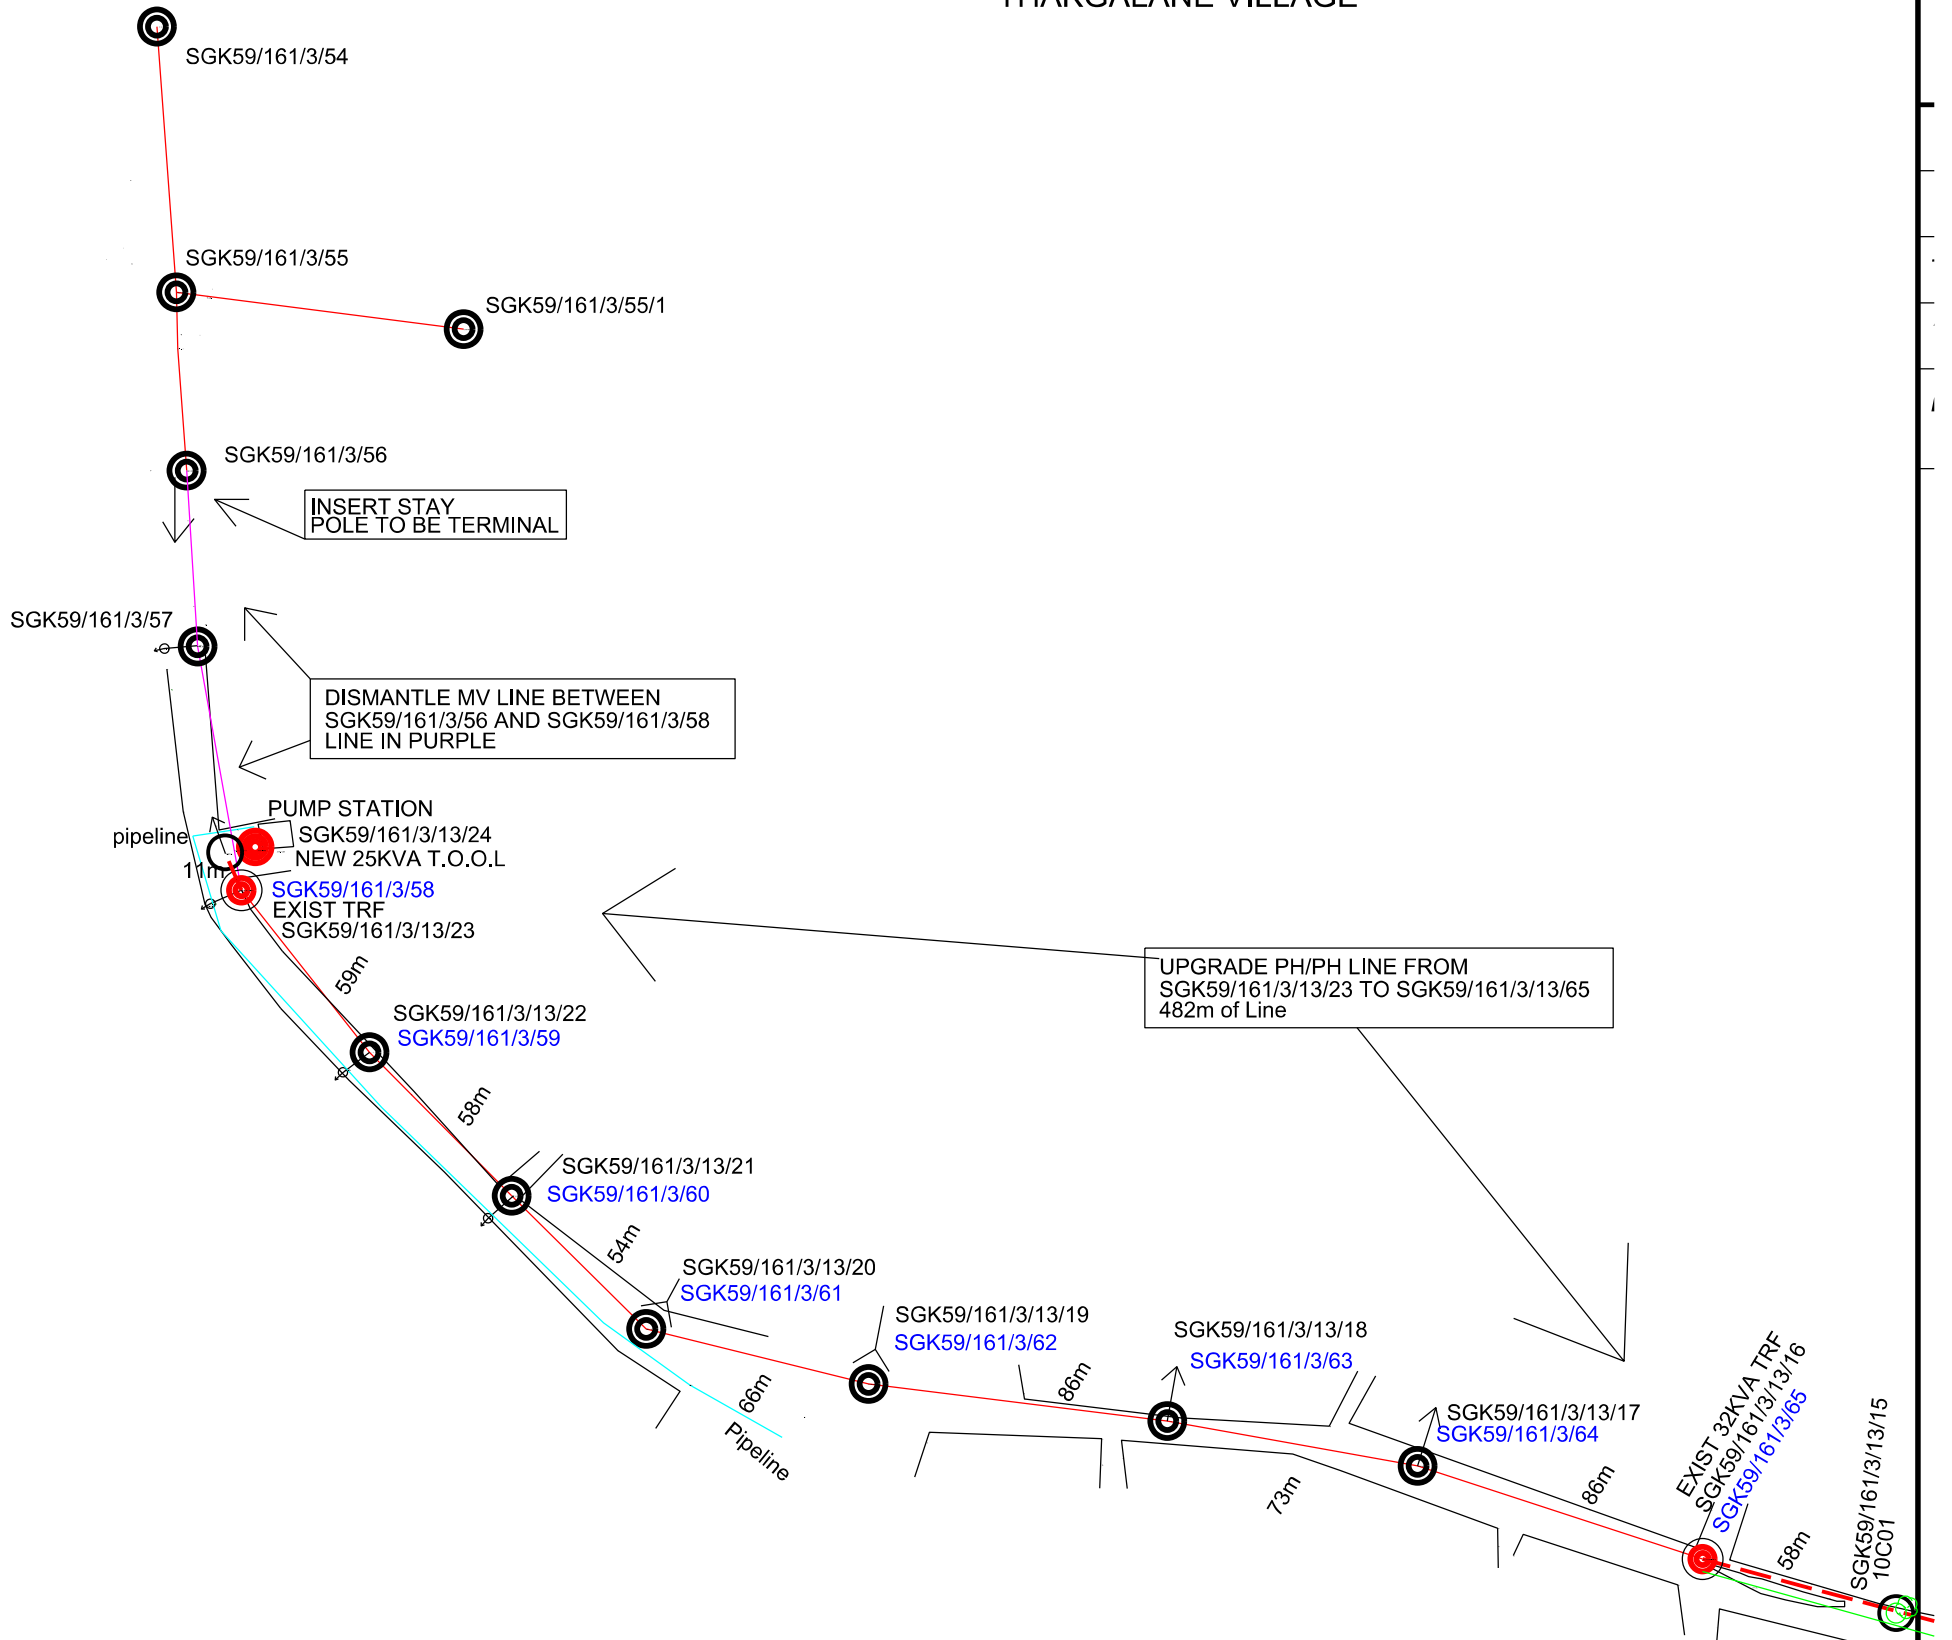 THARGALANE VILLAGE
SGK59/161/3/54
SGK59/161/3/55
SGK59/161/3/55/1
SGK59/161/3/56
INSERT STAY
POLE TO BE TERMINAL
SGK59/161/3/57
DISMANTLE MV LINE BETWEEN
SGK59/161/3/56 AND SGK59/161/3/58
LINE IN PURPLE
PUMP STATION
pipeline
SGK59/161/3/13/24
NEW 25KVA T.O.O.L
11m
SGK59/161/3/58
EXIST TRF
SGK59/161/3/13/23
59m
UPGRADE PH/PH LINE FROM
SGK59/161/3/13/23 TO SGK59/161/3/13/65
482m of Line
SGK59/161/3/13/22
SGK59/161/3/59
58m
SGK59/161/3/13/21
SGK59/161/3/60
54m
SGK59/161/3/13/20
SGK59/161/3/61
SGK59/161/3/13/19
SGK59/161/3/62
66m
Pipeline
86m
SGK59/161/3/13/18
SGK59/161/3/63
73m
SGK59/161/3/13/17
SGK59/161/3/64
86m
EXIST 32KVA TRF
SGK59/161/3/13/16
SGK59/161/3/65
58m
SGK59/161/3/13/15
10C01